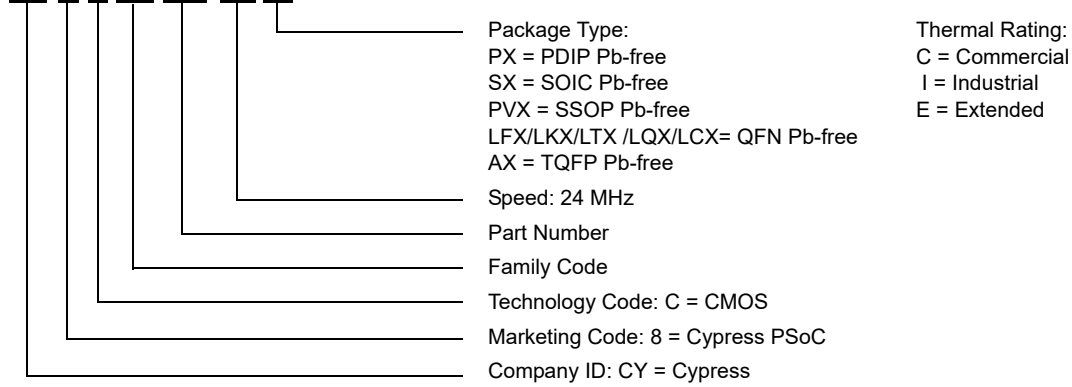 Package Type:
PX = PDIP Pb-free
SX = SOIC Pb-free
PVX = SSOP Pb-free
LFX/LKX/LTX /LQX/LCX= QFN Pb-free
AX = TQFP Pb-free
Thermal Rating:
C = Commercial
I = Industrial
E = Extended
Speed: 24 MHz
Part Number
Family Code
Technology Code: C = CMOS
Marketing Code: 8 = Cypress PSoC
Company ID: CY = Cypress